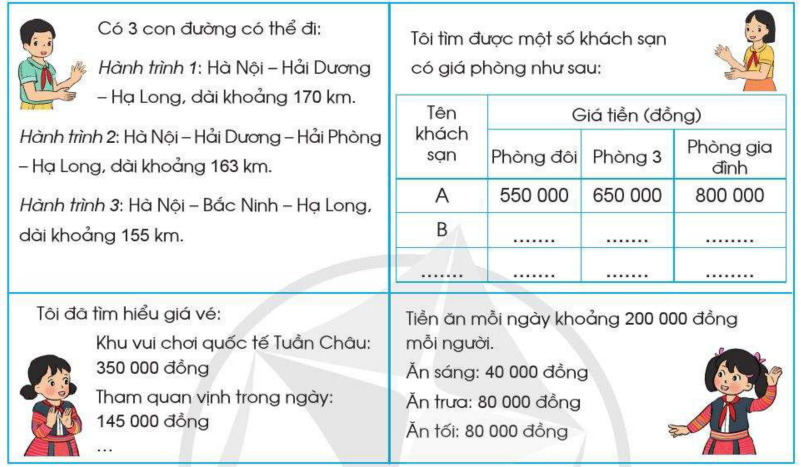 Có 3 con đường có thể đi:
Hành trình 1: Hà Nội – Hải Dương
– Hạ Long, dài khoảng 170 km.
Hành trình 2: Hà Nội – Hải Dương – Hải Phòng
– Hạ Long, dài khoảng 163 km.
Hành trình 3: Hà Nội – Bắc Ninh – Hạ Long,
dài khoảng 155 km.
Tôi tìm được một số khách sạn
có giá phòng như sau:
Tên khách sạn
Giá tiền (đồng)
Phòng đôi Phòng 3 Phòng gia đình
A 550 000 650 000 800 000
B ....... ....... ........
....... ....... ....... ........
Tôi đã tìm hiểu giá vé:
Khu vui chơi quốc tế Tuần Châu:
350 000 đồng
Tham quan vịnh trong ngày:
145 000 đồng
...
Tiền ăn mỗi ngày khoảng 200 000 đồng
mỗi người.
Ăn sáng: 40 000 đồng
Ăn trưa: 80 000 đồng
Ăn tối: 80 000 đồng